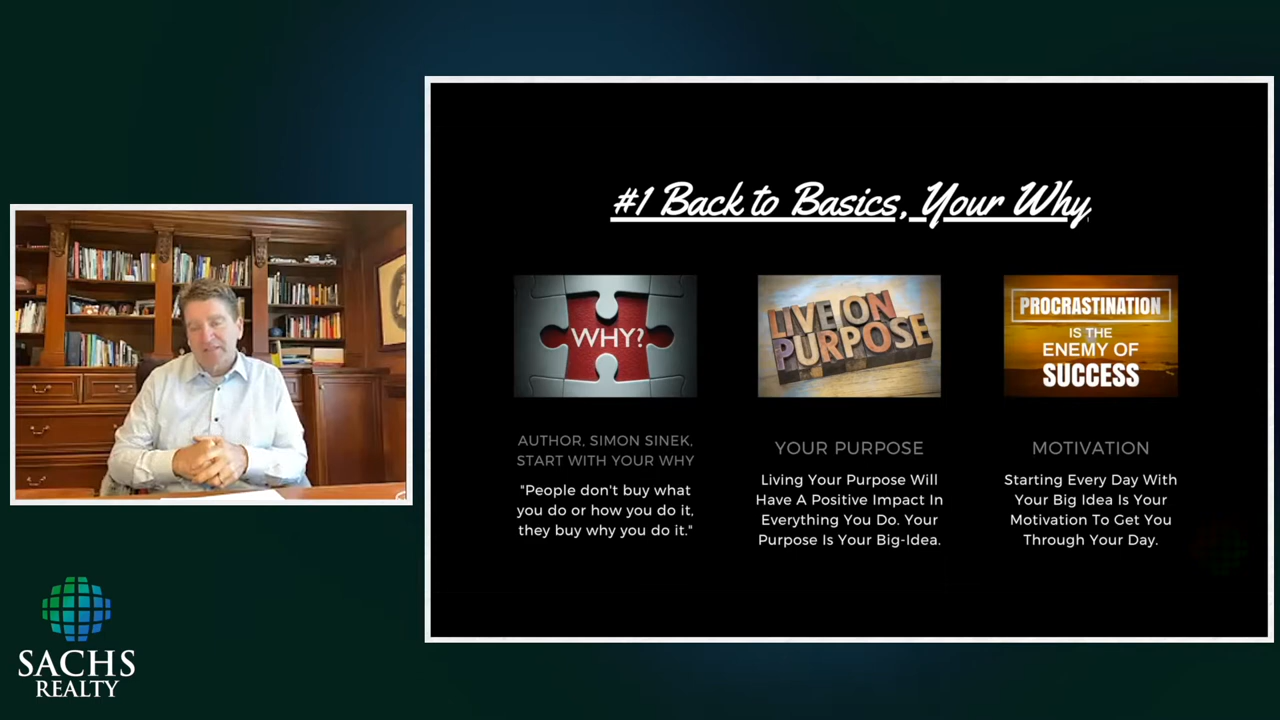 #1 Back to Basics, Your Why
WHY?
LIVE ON
PURPOSE
PROCRASTINATION
IS THE
ENEMY OF
SUCCESS
AUTHOR, SIMON SINEK,
START WITH YOUR WHY
"People don't buy what
you do or how you do it,
they buy why you do it."
YOUR PURPOSE
Living Your Purpose Will
Have A Positive Impact In
Everything You Do. Your
Purpose Is Your Big-Idea.
MOTIVATION
Starting Every Day With
Your Big Idea Is Your
Motivation To Get You
Through Your Day.
SACHS
REALTY